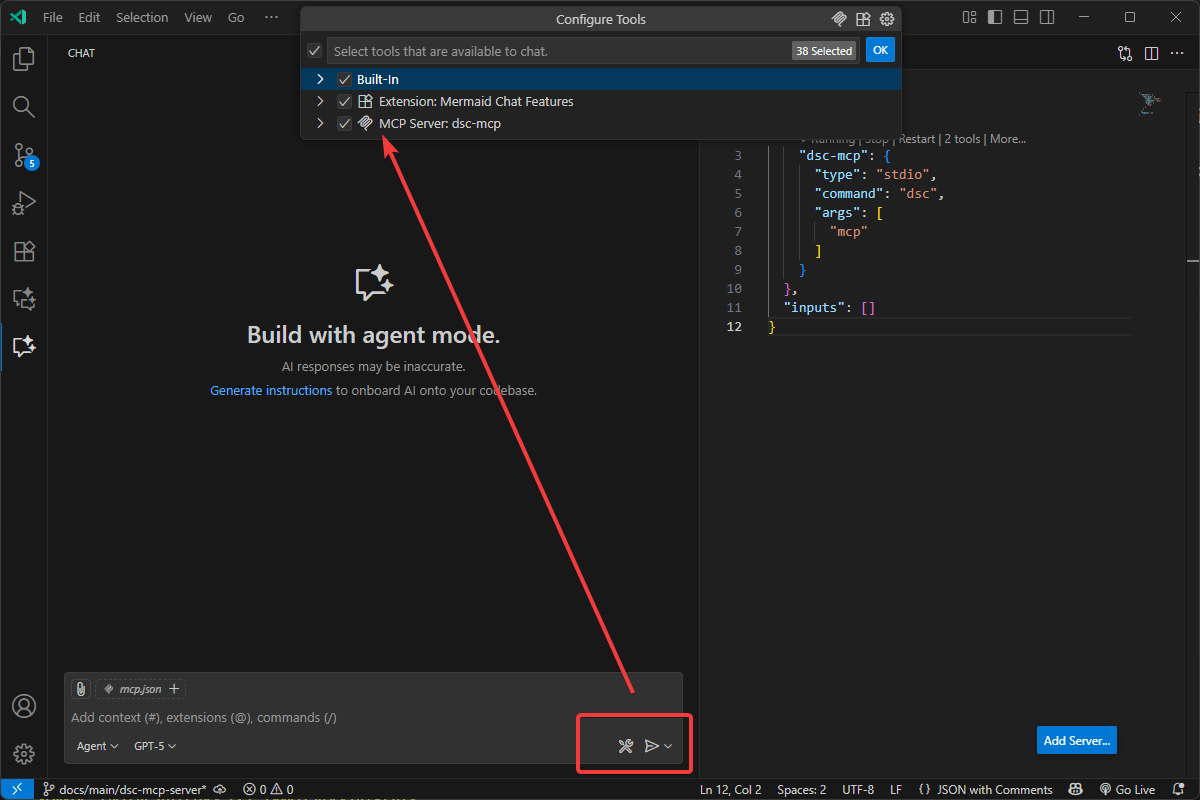 File Edit Selection View Go ···
Configure Tools
CHAT
Select tools that are available to chat.
38 Selected
OK
Built-In
Extension: Mermaid Chat Features
MCP Server: dsc-mcp
Running | Stop | Restart | 2 tools | More...
3 "dsc-mcp": {
4 "type": "stdio",
5 "command": "dsc",
6 "args": [
7 "mcp"
8 ]
9 }
10 },
11 "inputs": []
12 }
5
Build with agent mode.
AI responses may be inaccurate.
Generate instructions to onboard AI onto your codebase.
mcp.json +
Add context (#), extensions (@), commands (/)
Agent GPT-5
Add Server...
docs/main/dsc-mcp-server* 0 0 Ln 12, Col 2 Spaces: 2 UTF-8 LF {} JSON with Comments Go Live